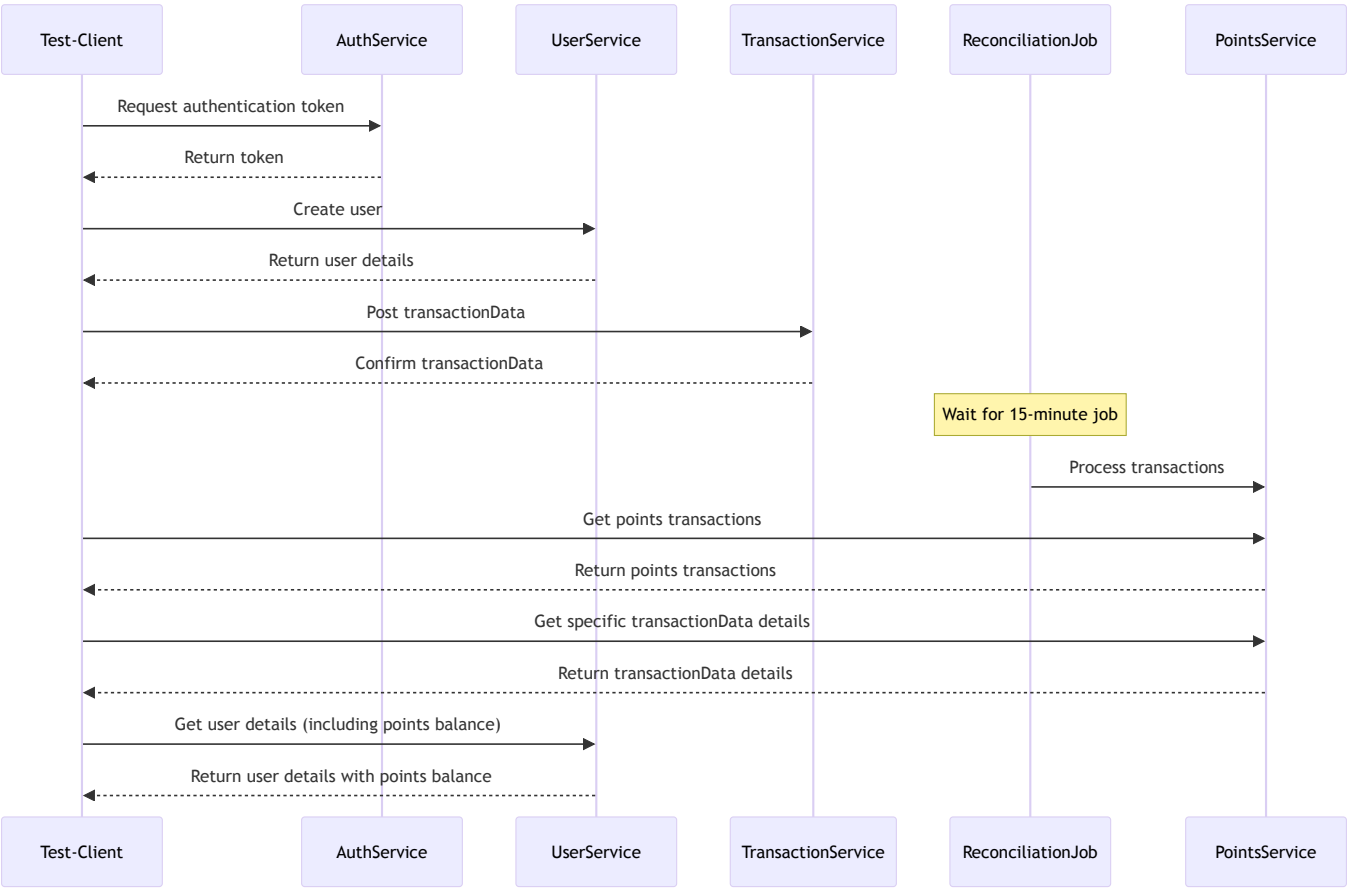 Test-Client
AuthService
UserService
TransactionService
ReconciliationJob
PointsService
Request authentication token
Return token
Create user
Return user details
Post transactionData
Confirm transactionData
Wait for 15-minute job
Process transactions
Get points transactions
Return points transactions
Get specific transactionData details
Return transactionData details
Get user details (including points balance)
Return user details with points balance
Test-Client
AuthService
UserService
TransactionService
ReconciliationJob
PointsService